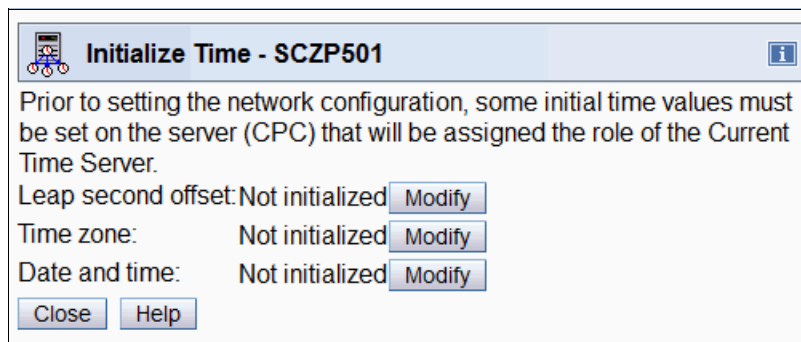 Initialize Time - SCZP501
i
Prior to setting the network configuration, some initial time values must
be set on the server (CPC) that will be assigned the role of the Current
Time Server.
Leap second offset: Not initialized Modify
Time zone: Not initialized Modify
Date and time: Not initialized Modify
Close Help